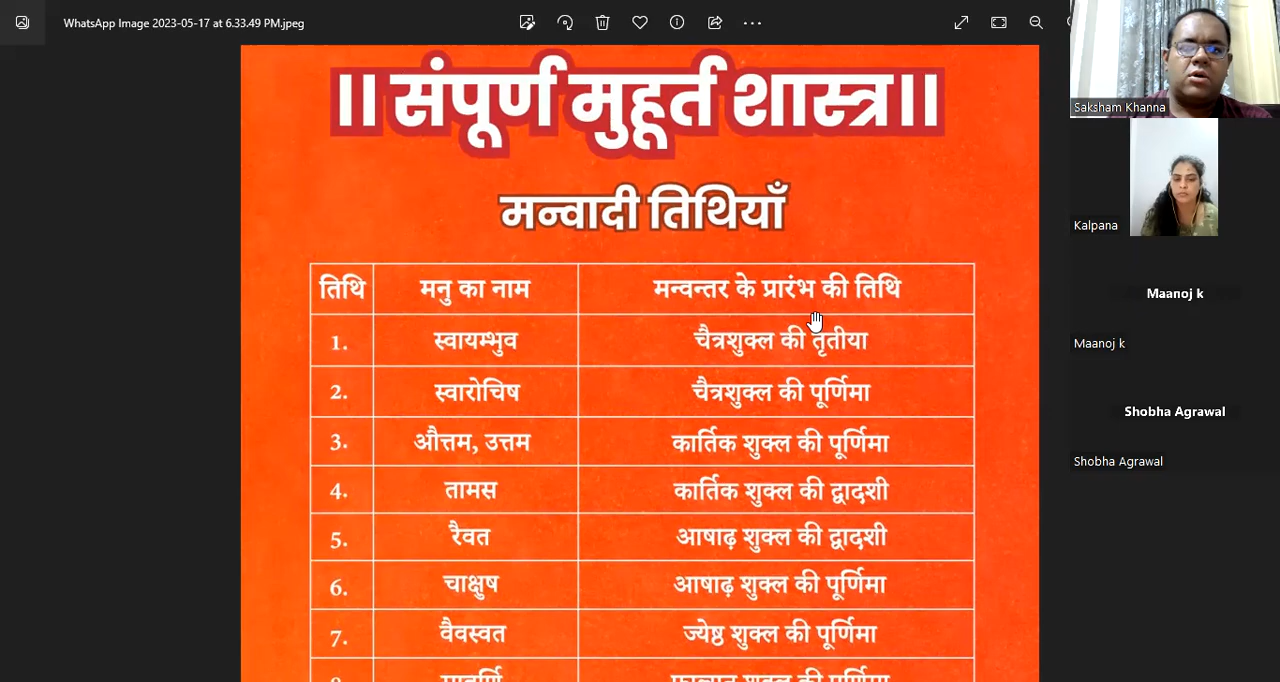 WhatsApp Image 2023-05-17 at 6.33.49 PM.jpeg
॥ संपूर्ण मुहूर्त शास्त्र॥
मन्वादी तिथियाँ
तिथि मनु का नाम मन्वन्तर के प्रारंभ की तिथि
1. स्वायम्भुव चैत्रशुक्ल की तृतीया
2. स्वारोचिष चैत्रशुक्ल की पूर्णिमा
3. औत्तम, उत्तम कार्तिक शुक्ल की पूर्णिमा
4. तामस कार्तिक शुक्ल की द्वादशी
5. रैवत आषाढ़ शुक्ल की द्वादशी
6. चाक्षुष आषाढ़ शुक्ल की पूर्णिमा
7. वैवस्वत ज्येष्ठ शुक्ल की पूर्णिमा
Saksham Khanna
Kalpana
Maanoj k
Maanoj k
Shobha Agrawal
Shobha Agrawal